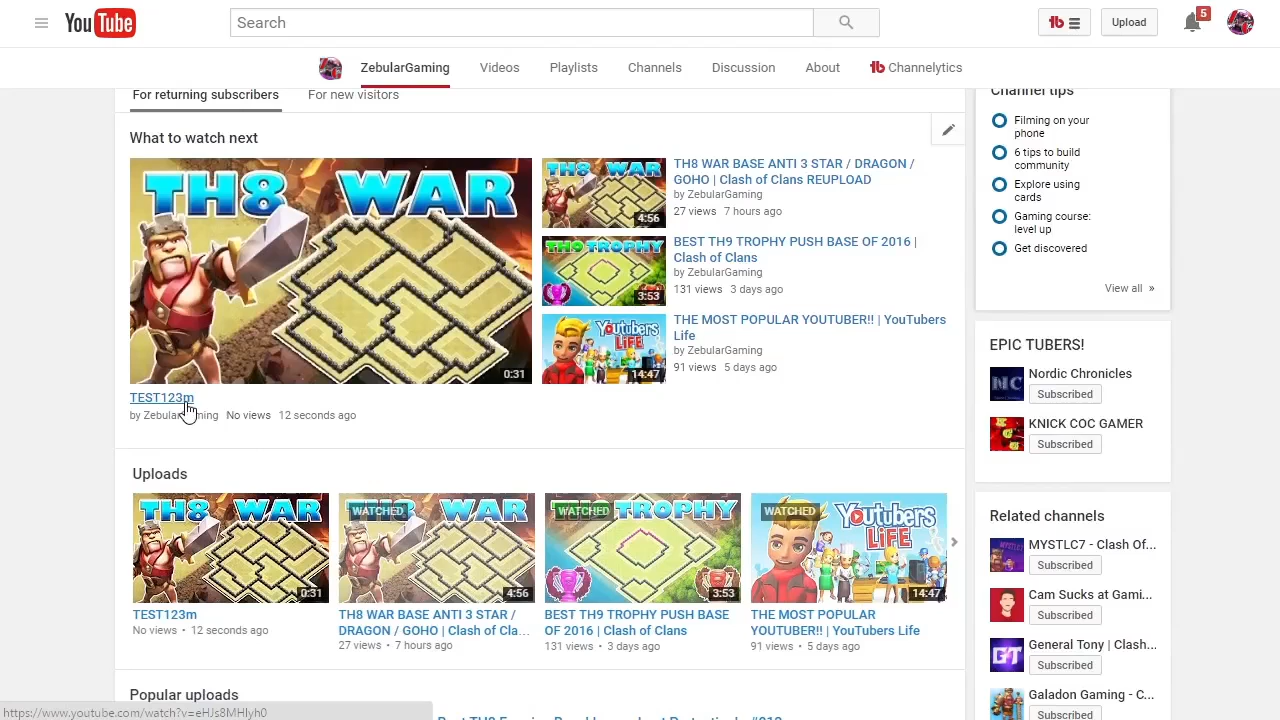 YouTube
Search
Upload
5
ZebularGaming
Videos
Playlists
Channels
Discussion
About
tb Channelytics
For returning subscribers
For new visitors
What to watch next
TH8 WAR
0:31
TEST123m
by Zebular
ming
No views
12 seconds ago
TH8 WAR
4:56
TH8 WAR BASE ANTI 3 STAR / DRAGON /
GOHO | Clash of Clans REUPLOAD
by ZebularGaming
27 views
7 hours ago
TH9 TROPHY
3:53
BEST TH9 TROPHY PUSH BASE OF 2016 |
Clash of Clans
by ZebularGaming
131 views
3 days ago
Youtubers
LiFE
14:47
THE MOST POPULAR YOUTUBER!! | YouTubers
Life
by ZebularGaming
91 views
5 days ago
Uploads
TH8 WAR
0:31
TEST123m
No views • 12 seconds ago
WATCHED
WAR
4:56
TH8 WAR BASE ANTI 3 STAR /
DRAGON / GOHO | Clash of Cla...
27 views • 7 hours ago
WATCHED
TROPHY
3:53
BEST TH9 TROPHY PUSH BASE
OF 2016 | Clash of Clans
131 views • 3 days ago
WATCHED
Youtubers
LiFE
14:47
THE MOST POPULAR
YOUTUBER!! | YouTubers Life
91 views • 5 days ago
Popular uploads
https://www.youtube.com/watch?v=eHJs8MHIyh0
Channel tips
Filming on your
phone
6 tips to build
community
Explore using
cards
Gaming course:
level up
Get discovered
View all »
EPIC TUBERS!
NC
Nordic Chronicles
Subscribed
KNICK COC GAMER
Subscribed
Related channels
MYSTLC7 - Clash Of...
Subscribed
Cam Sucks at Gami...
Subscribed
GT
General Tony | Clash...
Subscribed
Galadon Gaming - C...
Subscribed